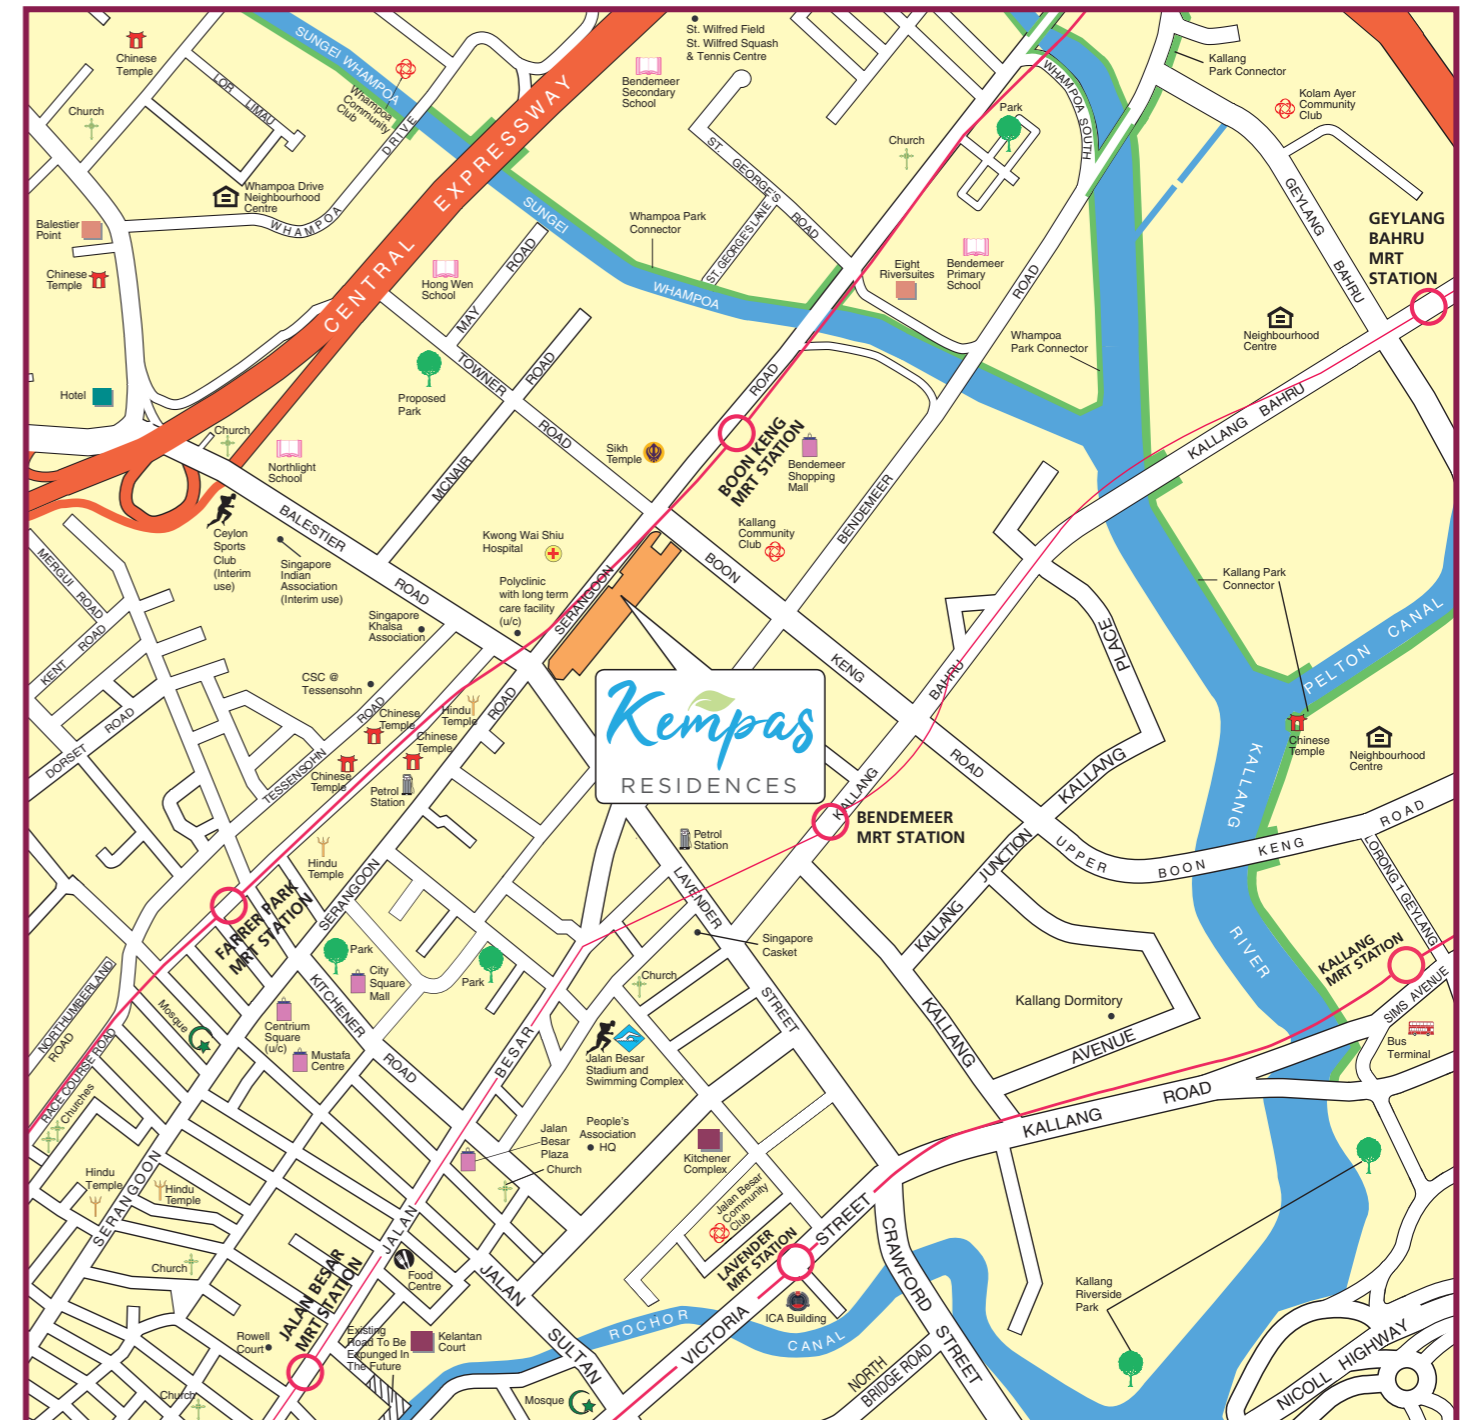 SUNGEI WHAMPOA
Chinese
Temple
Church
LOR LIMAU
Whampoa
Community
Club
DRIVE
Whampoa Drive
Neighbourhood
Centre
WHAMPOA
Balestier
Point
Chinese
Temple
Hotel
CENTRAL EXPRESSWAY
St. Wilfred Field
St. Wilfred Squash
& Tennis Centre
Bendemeer
Secondary
School
ST. GEORGE'S ROAD
ST. GEORGES LANE
Church
Park
WHAMPOA SOUTH
Kallang
Park Connector
Kolam Ayer
Community
Club
GEYLANG BAHRU
GEYLANG
BAHRU
MRT
STATION
SUNGEI
WHAMPOA
Whampoa Park
Connector
Hong Wen
School
MAY ROAD
Eight
Riversuites
Bendemeer
Primary
School
ROAD
Whampoa
Park Connector
Neighbourhood
Centre
TOWNER
ROAD
ROAD
Proposed
Park
ROAD
KALLANG BAHRU
Church
Northlight
School
MCNAIR
Sikh
Temple
BOON KENG
MRT STATION
Bendemeer
Shopping
Mall
BENDEMEER
Ceylon
Sports
Club
(Interim
use)
BALESTIER
ROAD
Singapore
Indian
Association
(Interim use)
Kwong Wai Shiu
Hospital
Kallang
Community
Club
BOON
KENG
ROAD
Polyclinic
with long term
care facility
(u/c)
SERANGOON
Singapore
Khalsa
Association
MERGUI ROAD
KENT ROAD
DORSET ROAD
CSC @
Tessensohn
TESSENSOHN ROAD
Chinese
Temple
Hindu
Temple
Chinese
Temple
Chinese
Temple
Petrol
Station
ROAD
Kempas
RESIDENCES
BAHRU
KALLANG
PLACE
KALLANG
Kallang Park
Connector
PELTON CANAL
Chinese
Temple
Neighbourhood
Centre
KALLANG
RIVER
BENDEMEER
MRT STATION
Petrol
Station
LAVENDER
STREET
UPPER BOON KENG ROAD
LORONG 1 GEYLANG
KALLANG JUNCTION
Hindu
Temple
SERANGOON
FARRER PARK
MRT STATION
Park
City
Square
Mall
Park
KITCHENER
ROAD
Singapore
Casket
Church
Kallang Dormitory
KALLANG
AVENUE
KALLANG
MRT STATION
SIMS AVENUE
Bus
Terminal
NORTHUMBERLAND
ROAD
RACE COURSE ROAD
Mosque
Centrium
Square
(u/c)
Mustafa
Centre
BESAR
Jalan Besar
Stadium and
Swimming Complex
Churches
KALLANG ROAD
Jalan
Besar
Plaza
People's
Association
HQ
Church
Kitchener
Complex
Jalan Besar
Community
Club
Hindu
Temple
Hindu
Temple
SERANGOON
Church
JALAN
LAVENDER
MRT STATION
STREET
CRAWFORD
STREET
Food
Centre
JALAN
SULTAN
JALAN BESAR
MRT STATION
Rowell
Court
Existing
Road To Be
Expunged In
The Future
Kelantan
Court
ROCHOR
CANAL
VICTORIA
ICA Building
Kallang
Riverside
Park
NORTH
BRIDGE ROAD
NICOLL HIGHWAY
Church
Mosque